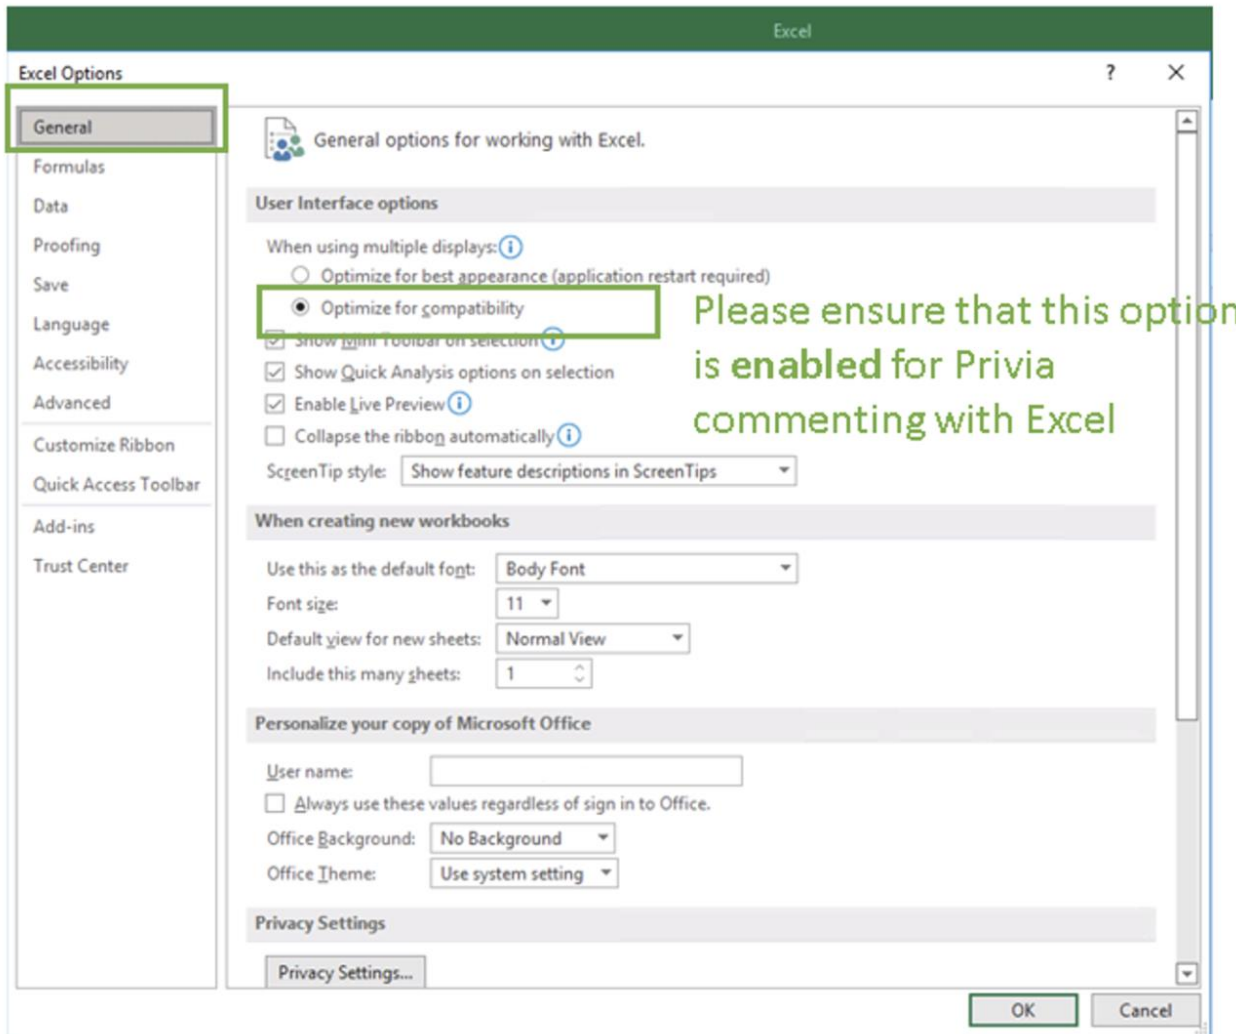 Excel
Excel Options
?
General
Formulas
Data
Proofing
Save
Language
Accessibility
Advanced
Customize Ribbon
Quick Access Toolbar
Add-ins
Trust Center
General options for working with Excel.
User Interface options
When using multiple displays:
Optimize for best appearance (application restart required)
Optimize for compatibility
Show Mini Toolbar on selection
Show Quick Analysis options on selection
Enable Live Preview
Collapse the ribbon automatically
ScreenTip style: Show feature descriptions in ScreenTips
Please ensure that this option
is enabled for Privia
commenting with Excel
When creating new workbooks
Use this as the default font: Body Font
Font size: 11
Default view for new sheets: Normal View
Include this many sheets: 1
Personalize your copy of Microsoft Office
User name:
Always use these values regardless of sign in to Office.
Office Background: No Background
Office Theme: Use system setting
Privacy Settings
Privacy Settings...
OK Cancel